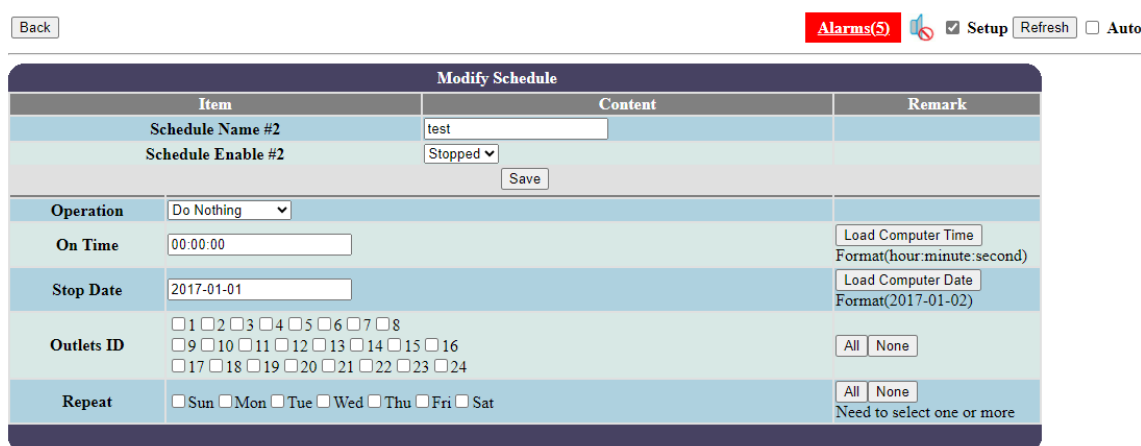 Back Alarms(5) Setup Refresh Auto
Modify Schedule
Item Content Remark
Schedule Name #2 test
Schedule Enable #2 Stopped
Save
Operation Do Nothing
On Time 00:00:00 Load Computer Time
Format(hour:minute:second)
Stop Date 2017-01-01 Load Computer Date
Format(2017-01-02)
Outlets ID 1 2 3 4 5 6 7 8
9 10 11 12 13 14 15 16 All None
17 18 19 20 21 22 23 24
Repeat Sun Mon Tue Wed Thu Fri Sat All None
Need to select one or more